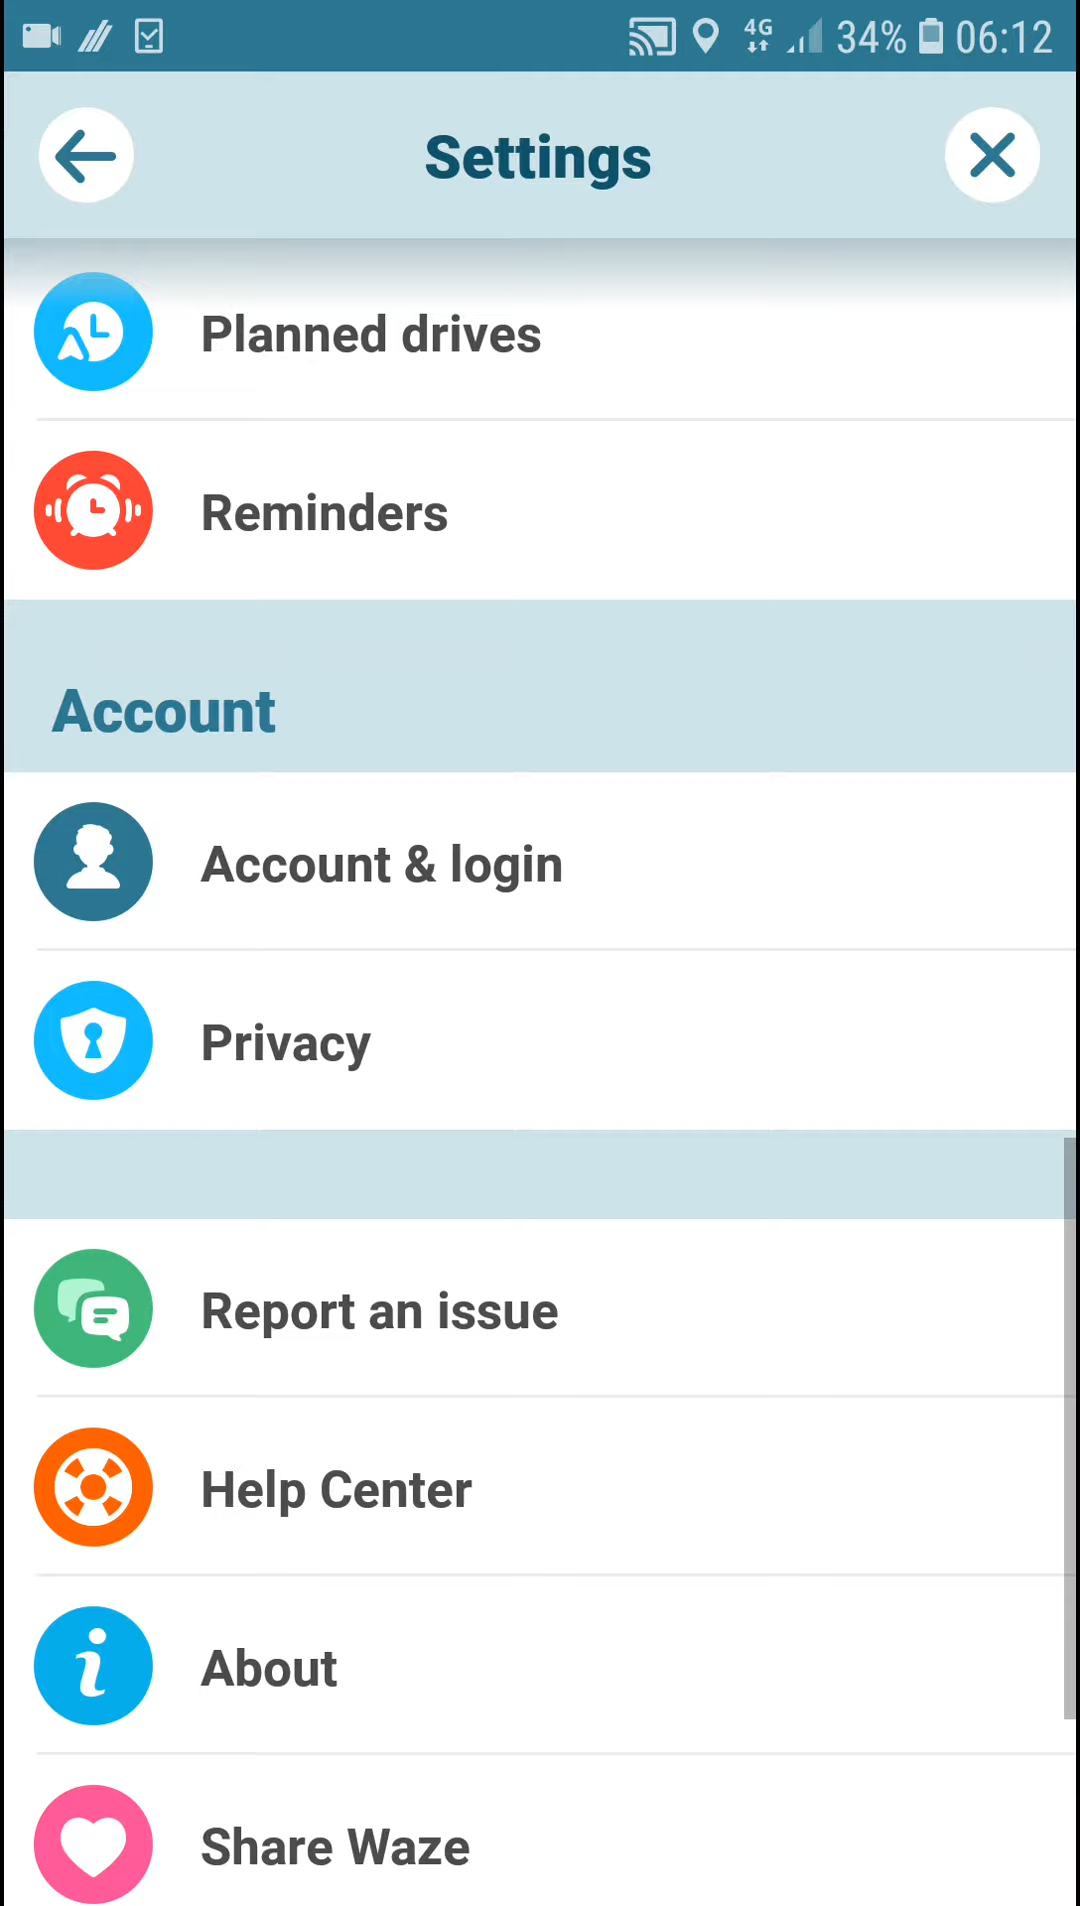 4G 34% 06:12
Settings
Planned drives
Reminders
Account
Account & login
Privacy
Report an issue
Help Center
About
Share Waze